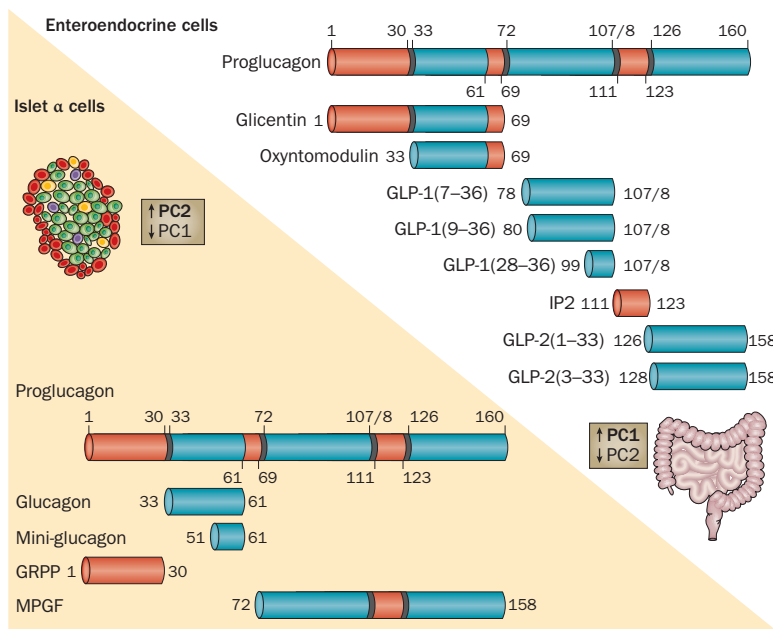 Enteroendocrine cells
1 30 33 72 107/8 126 160
Proglucagon
61 69 111 123
Islet α cells
Glicentin 1 69
Oxyntomodulin 33 69
GLP-1(7–36) 78 107/8
↑ PC2
↓ PC1
GLP-1(9–36) 80 107/8
GLP-1(28–36) 99 107/8
IP2 111 123
GLP-2(1–33) 126 158
GLP-2(3–33) 128 158
Proglucagon
1 30 33 72 107/8 126 160
↑ PC1
↓ PC2
61 69 111 123
Glucagon 33 61
Mini-glucagon 51 61
GRPP 1 30
MPGF 72 158